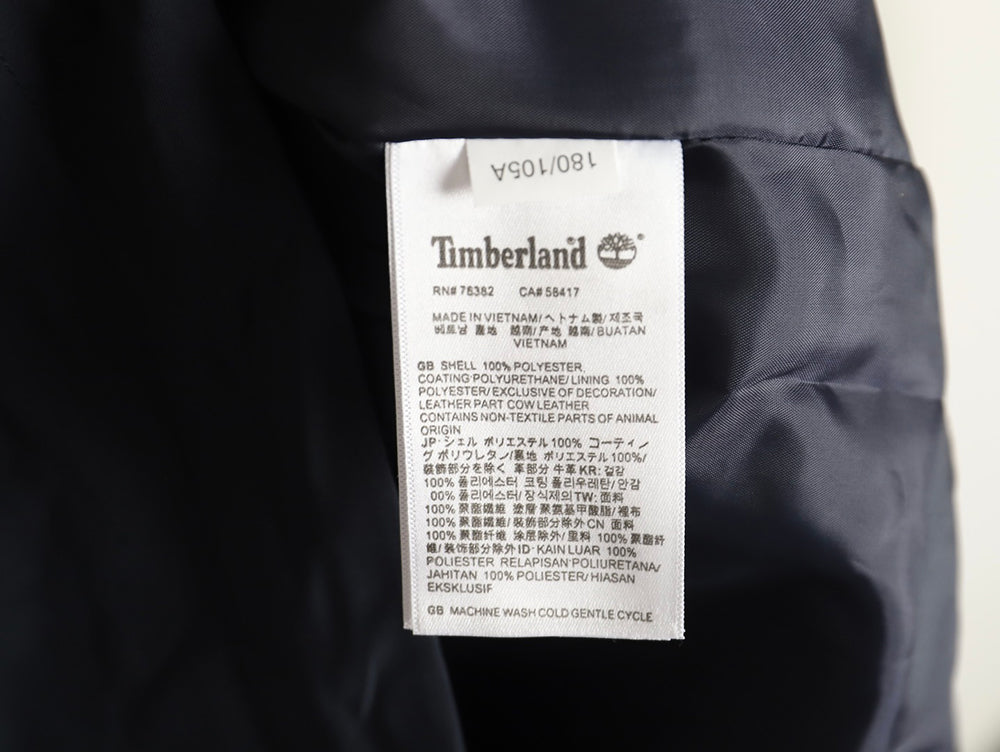 180/105A
Timberland
RN# 76382 CA# 58417
MADE IN VIETNAM/ベトナム製/제조국
베트남 產地 越南/产地 越南/BUATAN
VIETNAM
GB SHELL 100% POLYESTER,
COATING POLYURETHANE/ LINING 100%
POLYESTER/ EXCLUSIVE OF DECORATION/
LEATHER PART COW LEATHER
CONTAINS NON-TEXTILE PARTS OF ANIMAL
ORIGIN
JP シェル ポリエステル 100% コーティン
グ ポリウレタン/裏地 ポリエステル 100%/
装飾部分を除く 革部分 牛革 KR: 겉감
100% 폴리에스터 코팅 폴리우레탄/ 안감
00% 폴리에스터/ 장식제외 TW: 面料
100% 聚酯纖維 塗層 聚氨基甲酸脂/裡布
100% 聚酯纖維/裝飾部分除外 CN 面料
100% 聚酯纤维 涂层除外/ 里料 100% 聚酯纤
维/ 装饰部分除外 ID KAIN LUAR 100%
POLIESTER RELAPISAN POLIURETANA/
JAHITAN 100% POLIESTER/ HIASAN
EKSKLUSIF
GB MACHINE WASH COLD GENTLE CYCLE